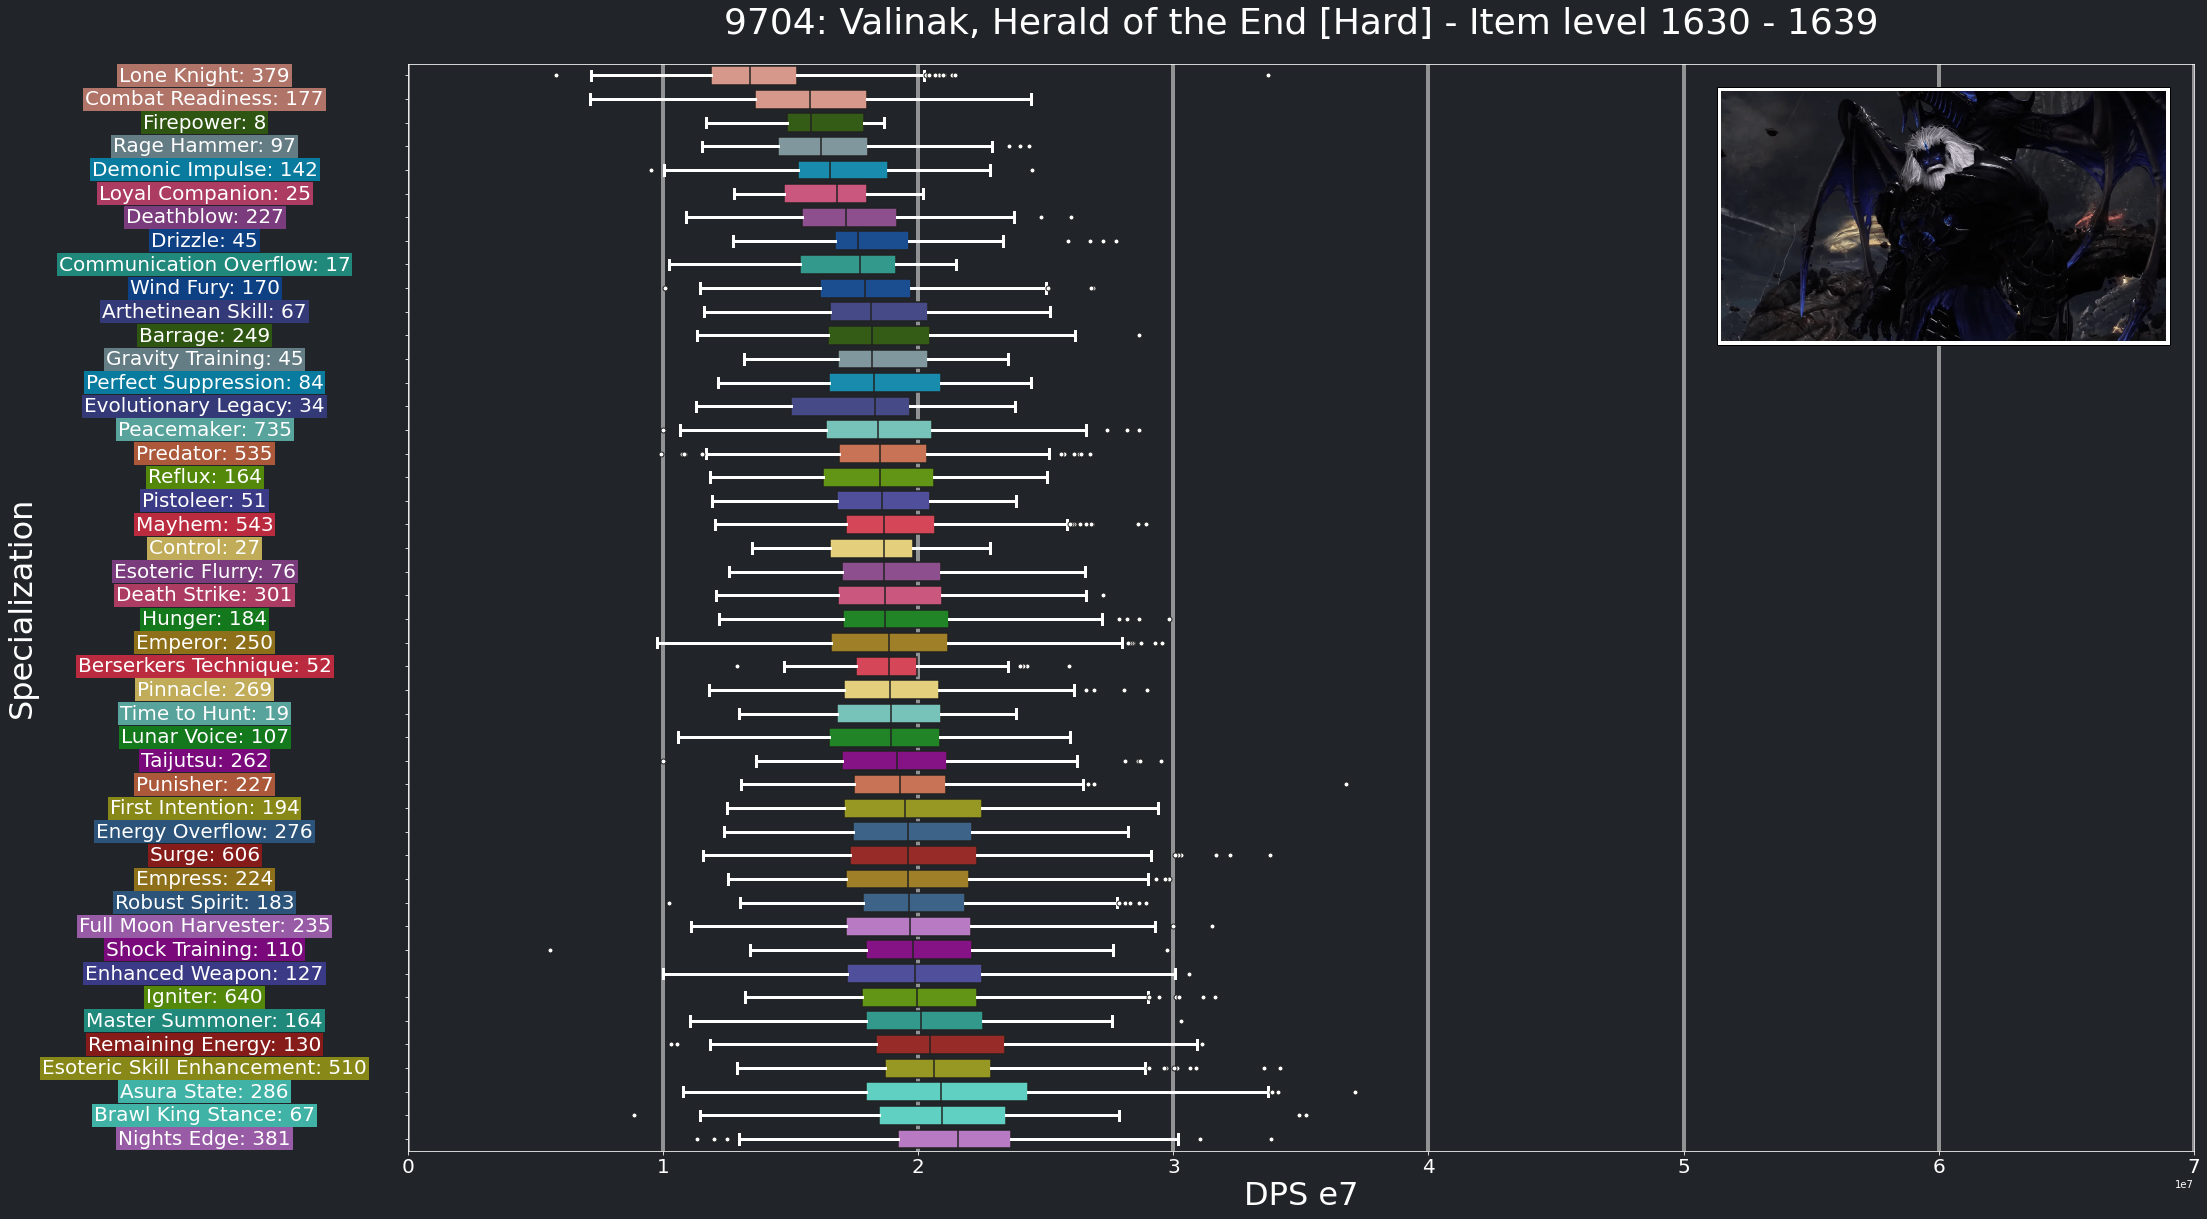 9704: Valinak, Herald of the End [Hard] - Item level 1630 - 1639
Specialization
Lone Knight: 379
Combat Readiness: 177
Firepower: 8
Rage Hammer: 97
Demonic Impulse: 142
Loyal Companion: 25
Deathblow: 227
Drizzle: 45
Communication Overflow: 17
Wind Fury: 170
Arthetinean Skill: 67
Barrage: 249
Gravity Training: 45
Perfect Suppression: 84
Evolutionary Legacy: 34
Peacemaker: 735
Predator: 535
Reflux: 164
Pistoleer: 51
Mayhem: 543
Control: 27
Esoteric Flurry: 76
Death Strike: 301
Hunger: 184
Emperor: 250
Berserkers Technique: 52
Pinnacle: 269
Time to Hunt: 19
Lunar Voice: 107
Taijutsu: 262
Punisher: 227
First Intention: 194
Energy Overflow: 276
Surge: 606
Empress: 224
Robust Spirit: 183
Full Moon Harvester: 235
Shock Training: 110
Enhanced Weapon: 127
Igniter: 640
Master Summoner: 164
Remaining Energy: 130
Esoteric Skill Enhancement: 510
Asura State: 286
Brawl King Stance: 67
Nights Edge: 381
0 1 2 3 4 5 6 7
1e7
DPS e7